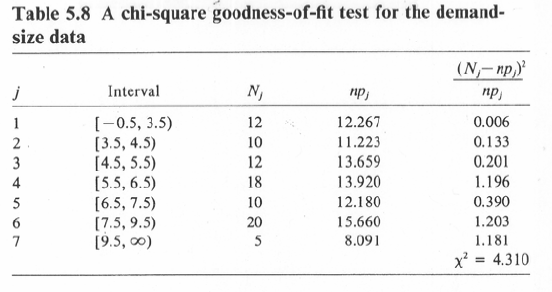 Table 5.8 A chi-square goodness-of-fit test for the demand-
size data
j Interval N_j np_j (N_j−np_j)²/np_j
1 [−0.5, 3.5) 12 12.267 0.006
2 [3.5, 4.5) 10 11.223 0.133
3 [4.5, 5.5) 12 13.659 0.201
4 [5.5, 6.5) 18 13.920 1.196
5 [6.5, 7.5) 10 12.180 0.390
6 [7.5, 9.5) 20 15.660 1.203
7 [9.5, ∞) 5 8.091 1.181
χ² = 4.310